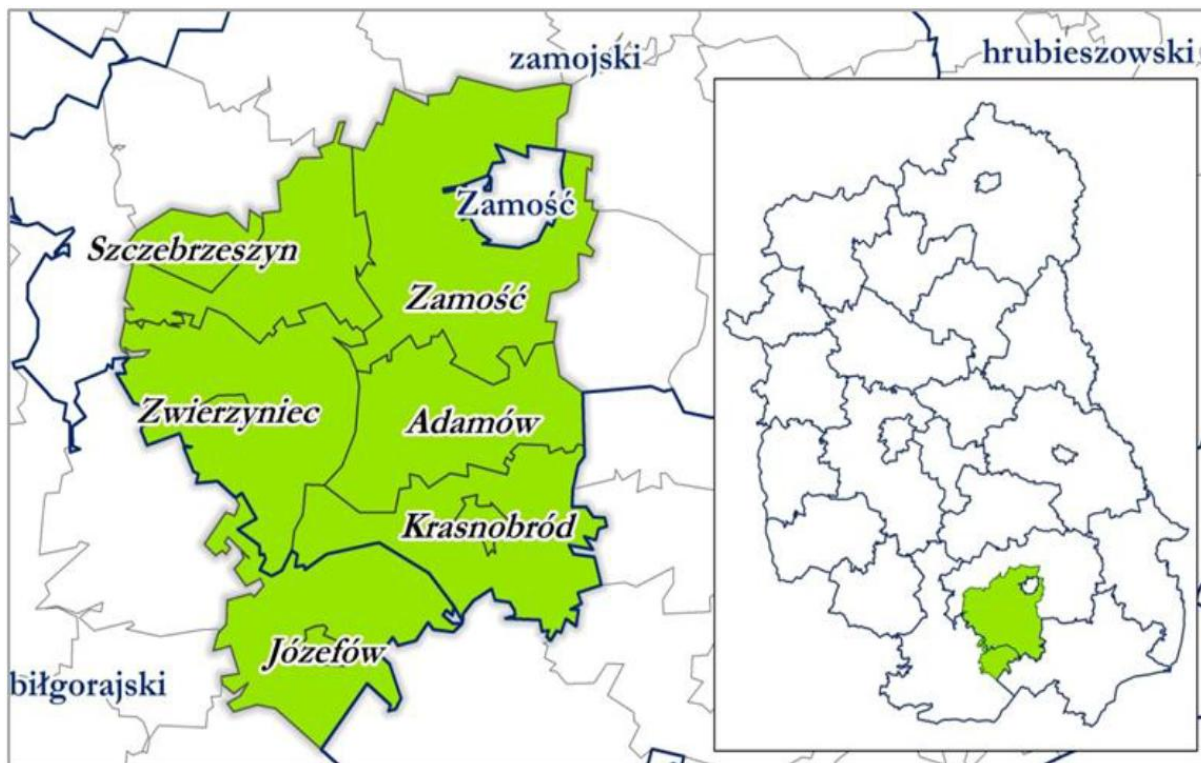 zamojski
hrubieszowski
Zamość
Szczebrzeszyn
Zamość
Zwierzyniec
Adamów
Krasnobród
Józefów
biłgorajski